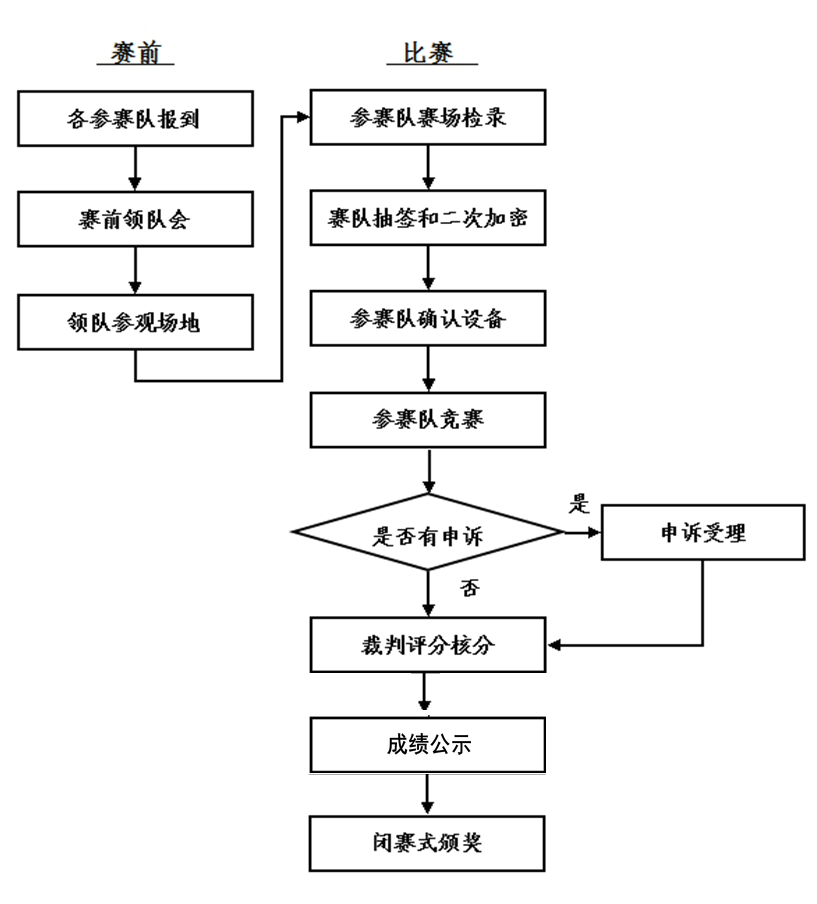 赛前
比赛
各参赛队报到
赛前领队会
领队参观场地
参赛队赛场检录
赛队抽签和二次加密
参赛队确认设备
参赛队竞赛
是否有申诉
是
申诉受理
否
裁判评分核分
成绩公示
闭赛式颁奖